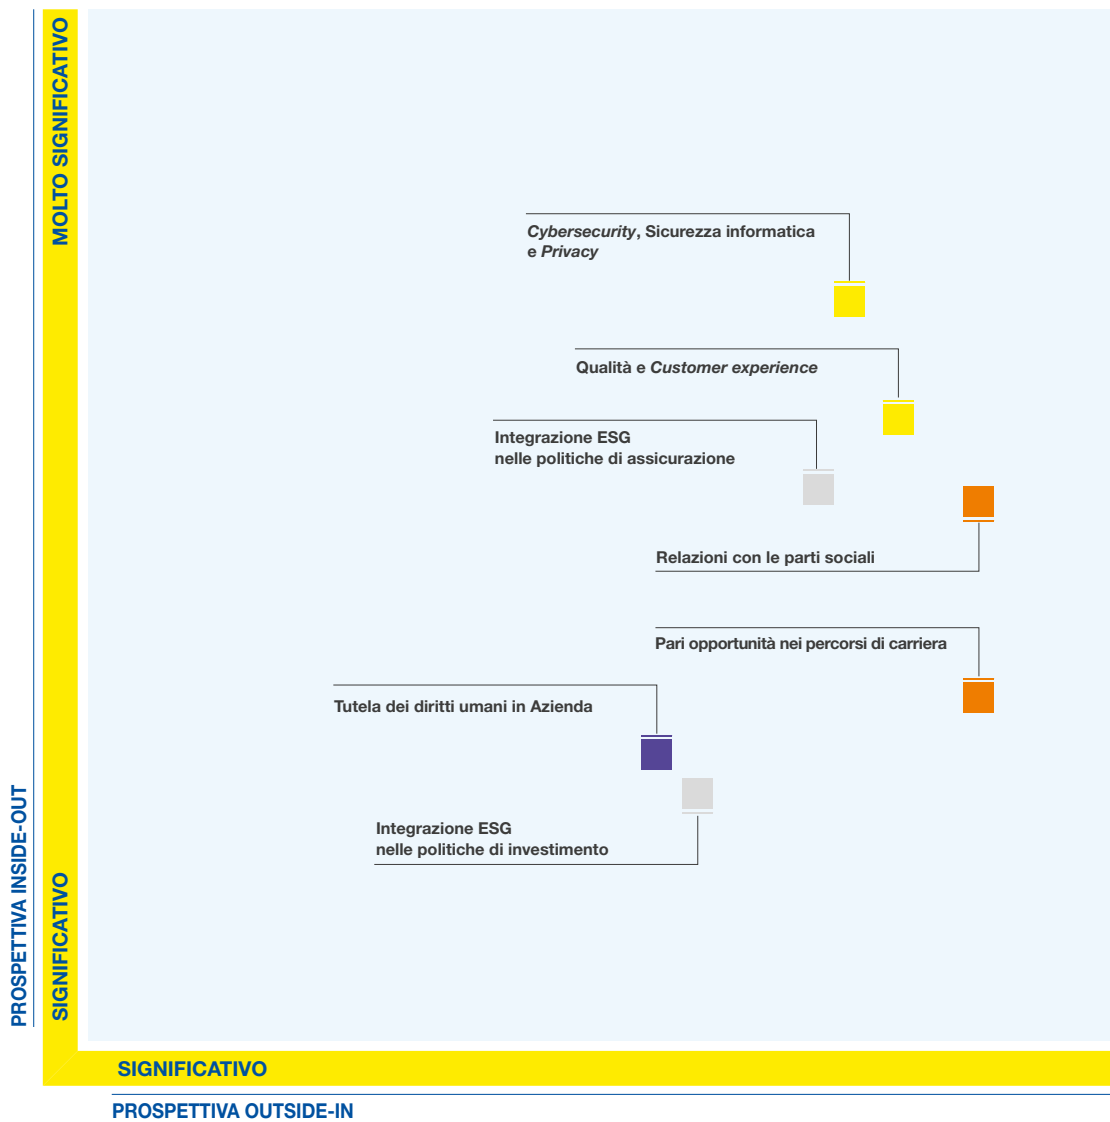 MOLTO SIGNIFICATIVO
Cybersecurity, Sicurezza informatica
e Privacy
Qualità e Customer experience
Integrazione ESG
nelle politiche di assicurazione
Relazioni con le parti sociali
Pari opportunità nei percorsi di carriera
Tutela dei diritti umani in Azienda
Integrazione ESG
nelle politiche di investimento
PROSPETTIVA INSIDE-OUT
SIGNIFICATIVO
SIGNIFICATIVO
PROSPETTIVA OUTSIDE-IN